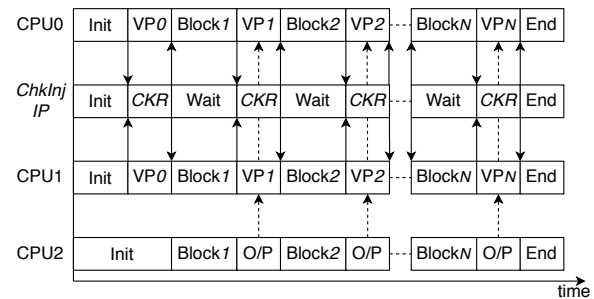 CPU0 Init VP0 Block1 VP1 Block2 VP2 BlockN VPN End
ChkInj IP Init CKR Wait CKR Wait CKR Wait CKR End
CPU1 Init VP0 Block1 VP1 Block2 VP2 BlockN VPN End
CPU2 Init Block1 O/P Block2 O/P BlockN O/P End
time